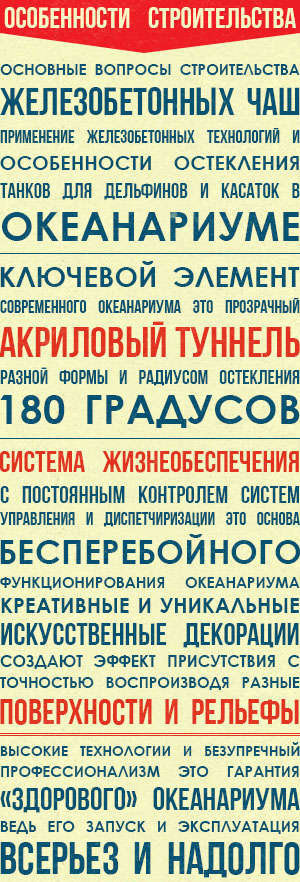 ОСОБЕННОСТИ СТРОИТЕЛЬСТВА
ОСНОВНЫЕ ВОПРОСЫ СТРОИТЕЛЬСТВА
ЖЕЛЕЗОБЕТОННЫХ ЧАШ
ПРИМЕНЕНИЕ ЖЕЛЕЗОБЕТОННЫХ ТЕХНОЛОГИЙ И
ОСОБЕННОСТИ ОСТЕКЛЕНИЯ
ТАНКОВ ДЛЯ ДЕЛЬФИНОВ И КАСАТОК В
ОКЕАНАРИУМЕ
КЛЮЧЕВОЙ ЭЛЕМЕНТ
СОВРЕМЕННОГО ОКЕАНАРИУМА ЭТО ПРОЗРАЧНЫЙ
АКРИЛОВЫЙ ТУННЕЛЬ
РАЗНОЙ ФОРМЫ И РАДИУСОМ ОСТЕКЛЕНИЯ
180 ГРАДУСОВ
СИСТЕМА ЖИЗНЕОБЕСПЕЧЕНИЯ
С ПОСТОЯННЫМ КОНТРОЛЕМ СИСТЕМ
УПРАВЛЕНИЯ И ДИСПЕТЧИРИЗАЦИИ ЭТО ОСНОВА
БЕСПЕРЕБОЙНОГО
ФУНКЦИОНИРОВАНИЯ ОКЕАНАРИУМА
КРЕАТИВНЫЕ И УНИКАЛЬНЫЕ
ИСКУССТВЕННЫЕ ДЕКОРАЦИИ
СОЗДАЮТ ЭФФЕКТ ПРИСУТСТВИЯ С
ТОЧНОСТЬЮ ВОСПРОИЗВОДЯ РАЗНЫЕ
ПОВЕРХНОСТИ И РЕЛЬЕФЫ
ВЫСОКИЕ ТЕХНОЛОГИИ И БЕЗУПРЕЧНЫЙ
ПРОФЕССИОНАЛИЗМ ЭТО ГАРАНТИЯ
«ЗДОРОВОГО» ОКЕАНАРИУМА
ВЕДЬ ЕГО ЗАПУСК И ЭКСПЛУАТАЦИЯ
ВСЕРЬЕЗ И НАДОЛГО